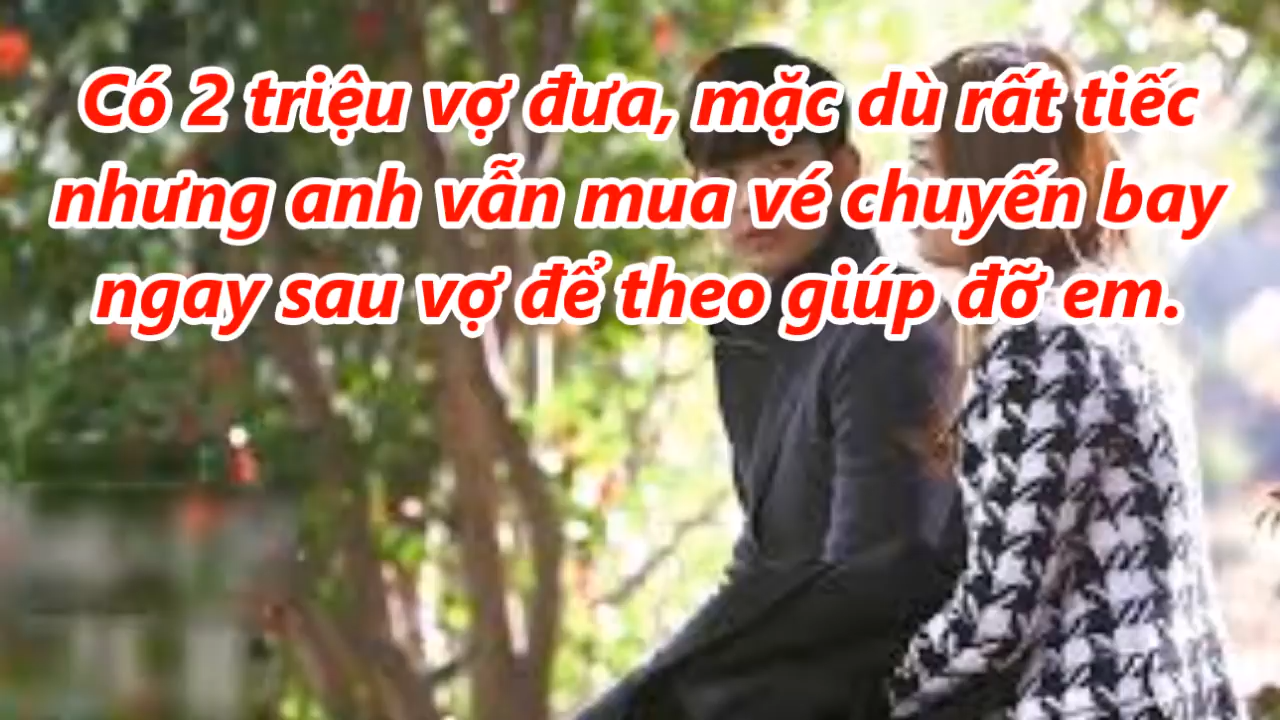 Có 2 triệu vợ đưa, mặc dù rất tiếc
nhưng anh vẫn mua vé chuyến bay
ngay sau vợ để theo giúp đỡ em.